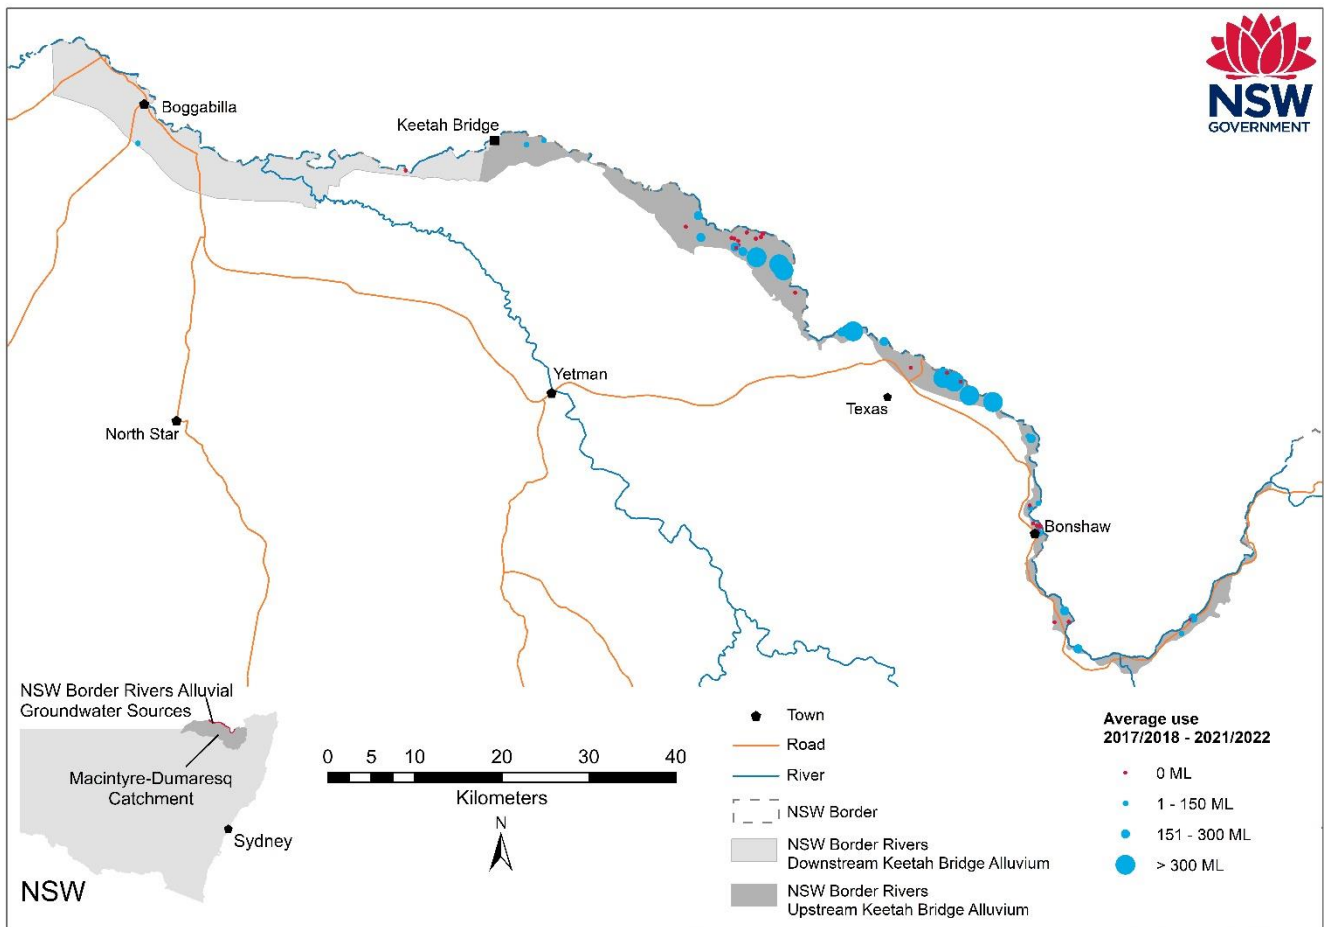 NSW
GOVERNMENT
Boggabilla
Keetah Bridge
Yetman
Texas
North Star
Bonshaw
NSW Border Rivers Alluvial
Groundwater Sources
Macintyre-Dumaresq
Catchment
Sydney
NSW
0 5 10 20 30 40
Kilometers
N
Town
Road
River
NSW Border
NSW Border Rivers
Downstream Keetah Bridge Alluvium
NSW Border Rivers
Upstream Keetah Bridge Alluvium
Average use
2017/2018 - 2021/2022
0 ML
1 - 150 ML
151 - 300 ML
> 300 ML